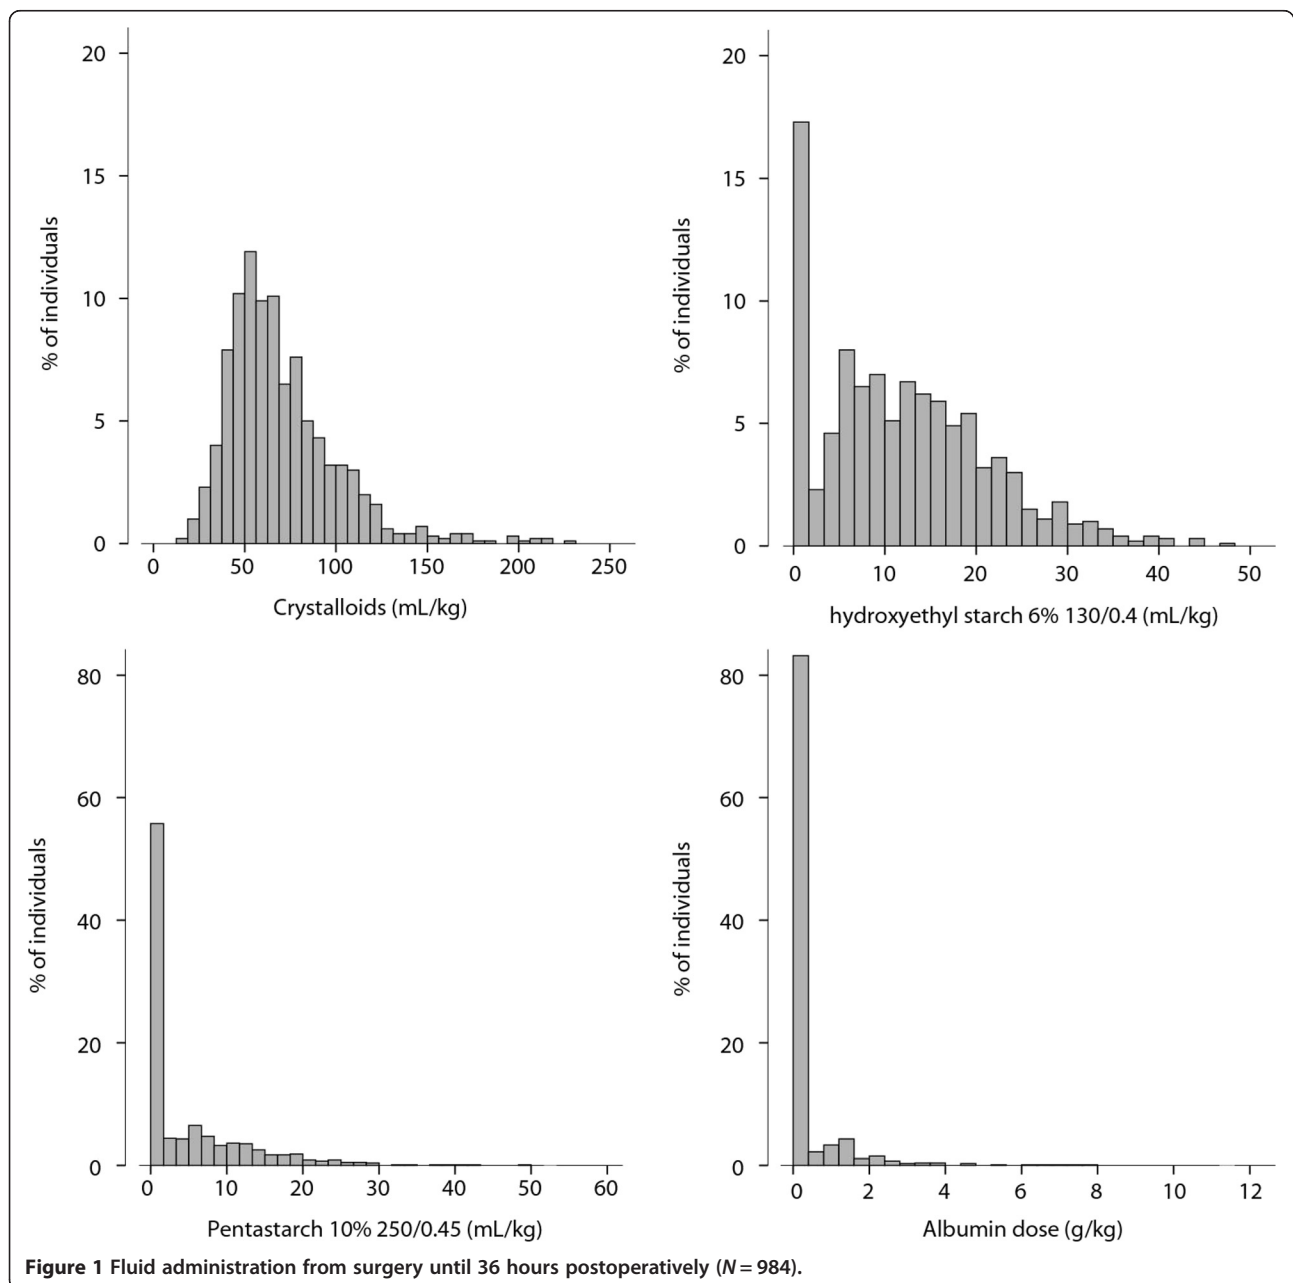 20
15
10
5
0
% of individuals
0 50 100 150 200 250
Crystalloids (mL/kg)
20
15
10
5
0
% of individuals
0 10 20 30 40 50
hydroxyethyl starch 6% 130/0.4 (mL/kg)
80
60
40
20
0
% of individuals
0 10 20 30 40 50 60
Pentastarch 10% 250/0.45 (mL/kg)
80
60
40
20
0
% of individuals
0 2 4 6 8 10 12
Albumin dose (g/kg)
Figure 1 Fluid administration from surgery until 36 hours postoperatively (N = 984).